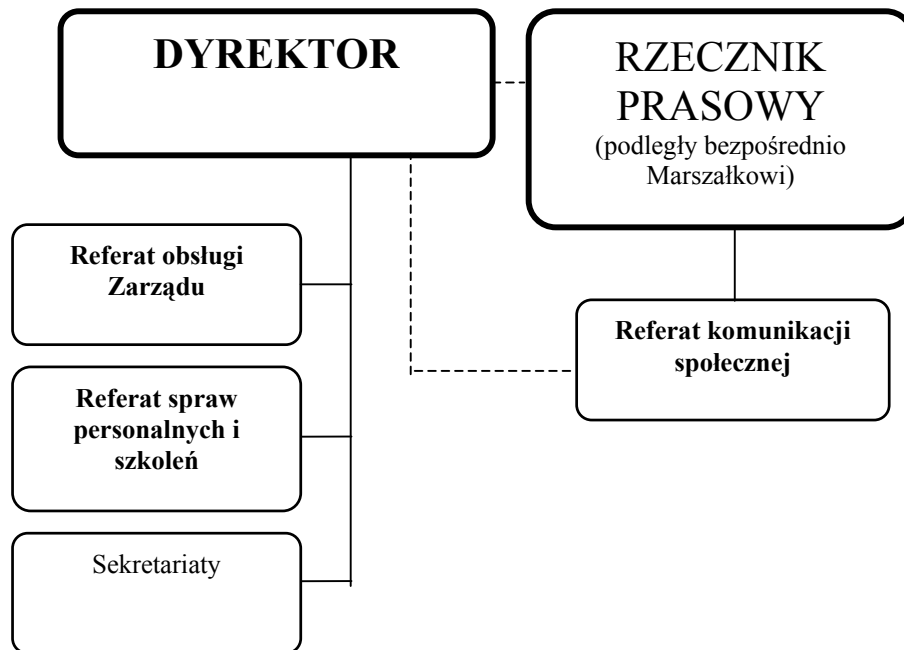 DYREKTOR
RZECZNIK
PRASOWY
(podległy bezpośrednio
Marszałkowi)
Referat obsługi
Zarządu
Referat komunikacji
społecznej
Referat spraw
personalnych i
szkoleń
Sekretariaty